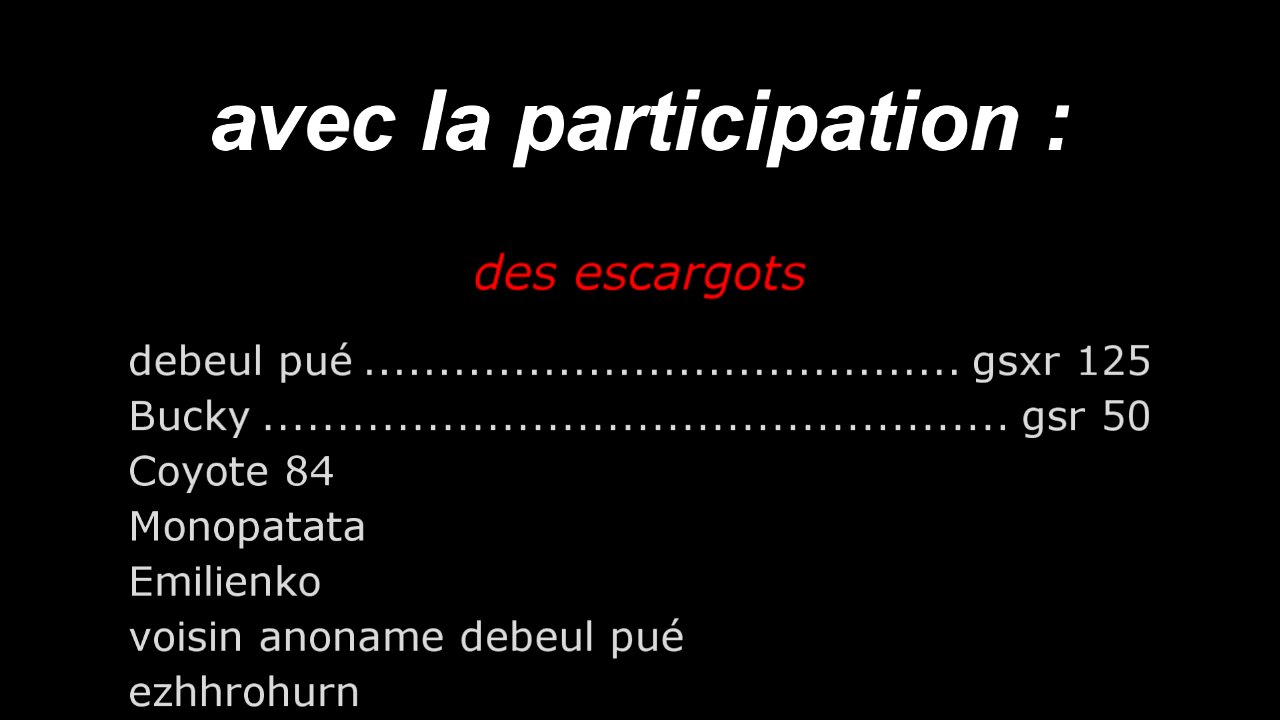 avec la participation :
des escargots
debeul pué ........................................ gsxr 125
Bucky .................................................. gsr 50
Coyote 84
Monopatata
Emilienko
voisin anoname debeul pué
ezhhrohurn